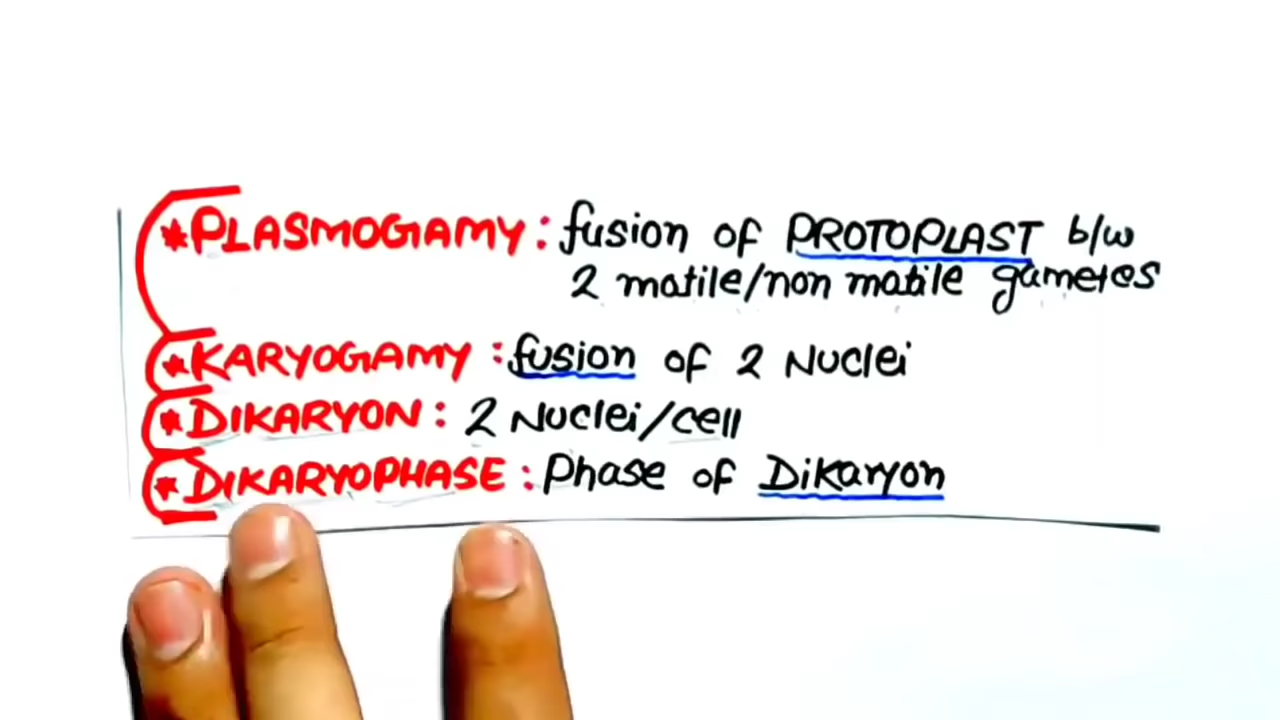 *PLASMOGAMY: fusion of PROTOPLAST b/w
2 motile/non motile gametes
*KARYOGAMY: fusion of 2 Nuclei
*DIKARYON: 2 Nuclei/cell
*DIKARYOPHASE: Phase of Dikaryon